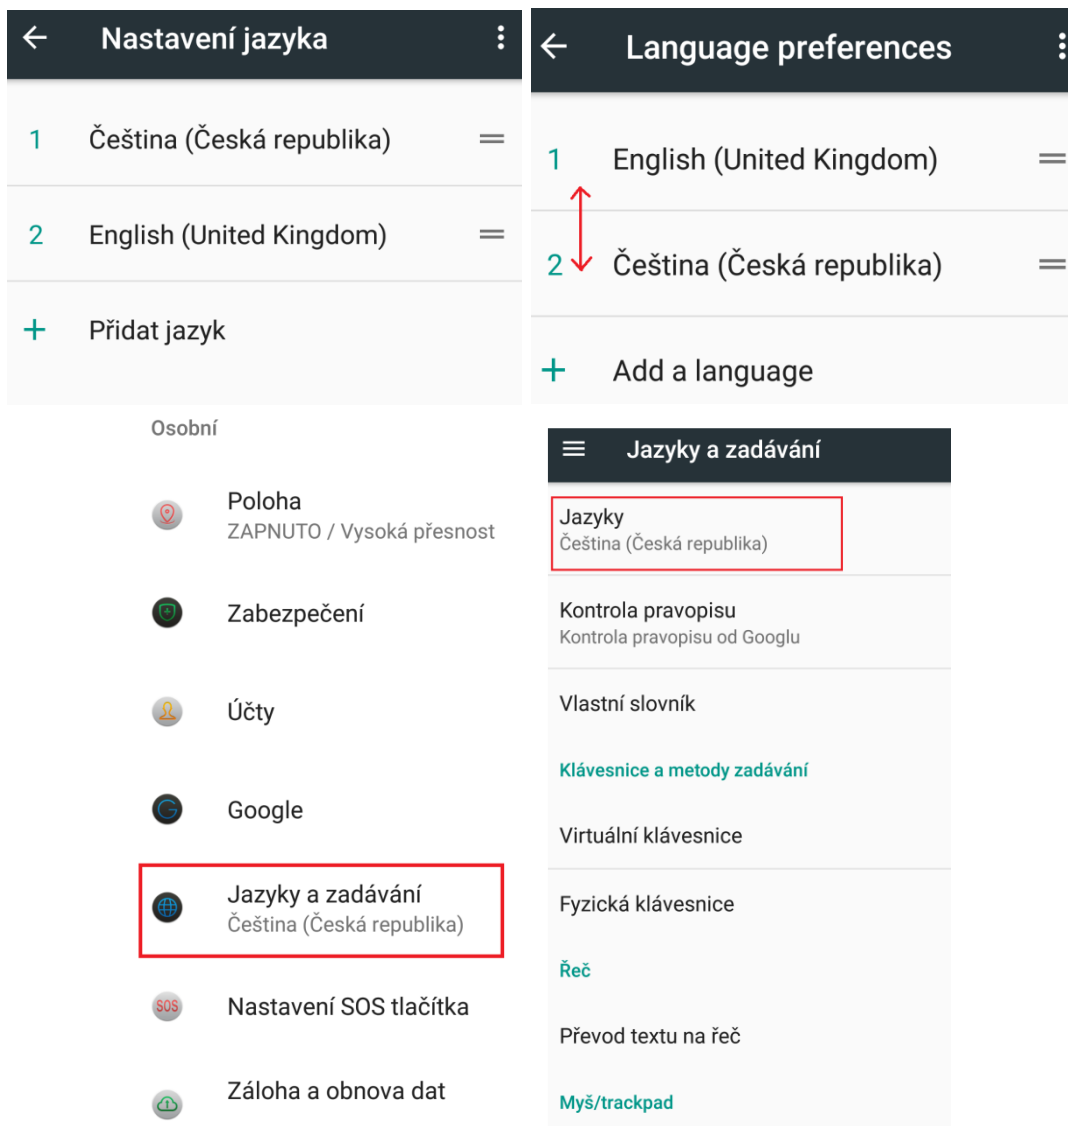 Nastavení jazyka
1 Čeština (Česká republika)
2 English (United Kingdom)
+ Přidat jazyk
Language preferences
1 English (United Kingdom)
2 Čeština (Česká republika)
+ Add a language
Osobní
Poloha
ZAPNUTO / Vysoká přesnost
Zabezpečení
Účty
Google
Jazyky a zadávání
Čeština (Česká republika)
SOS Nastavení SOS tlačítka
Záloha a obnova dat
Jazyky a zadávání
Jazyky
Čeština (Česká republika)
Kontrola pravopisu
Kontrola pravopisu od Googlu
Vlastní slovník
Klávesnice a metody zadávání
Virtuální klávesnice
Fyzická klávesnice
Řeč
Převod textu na řeč
Myš/trackpad